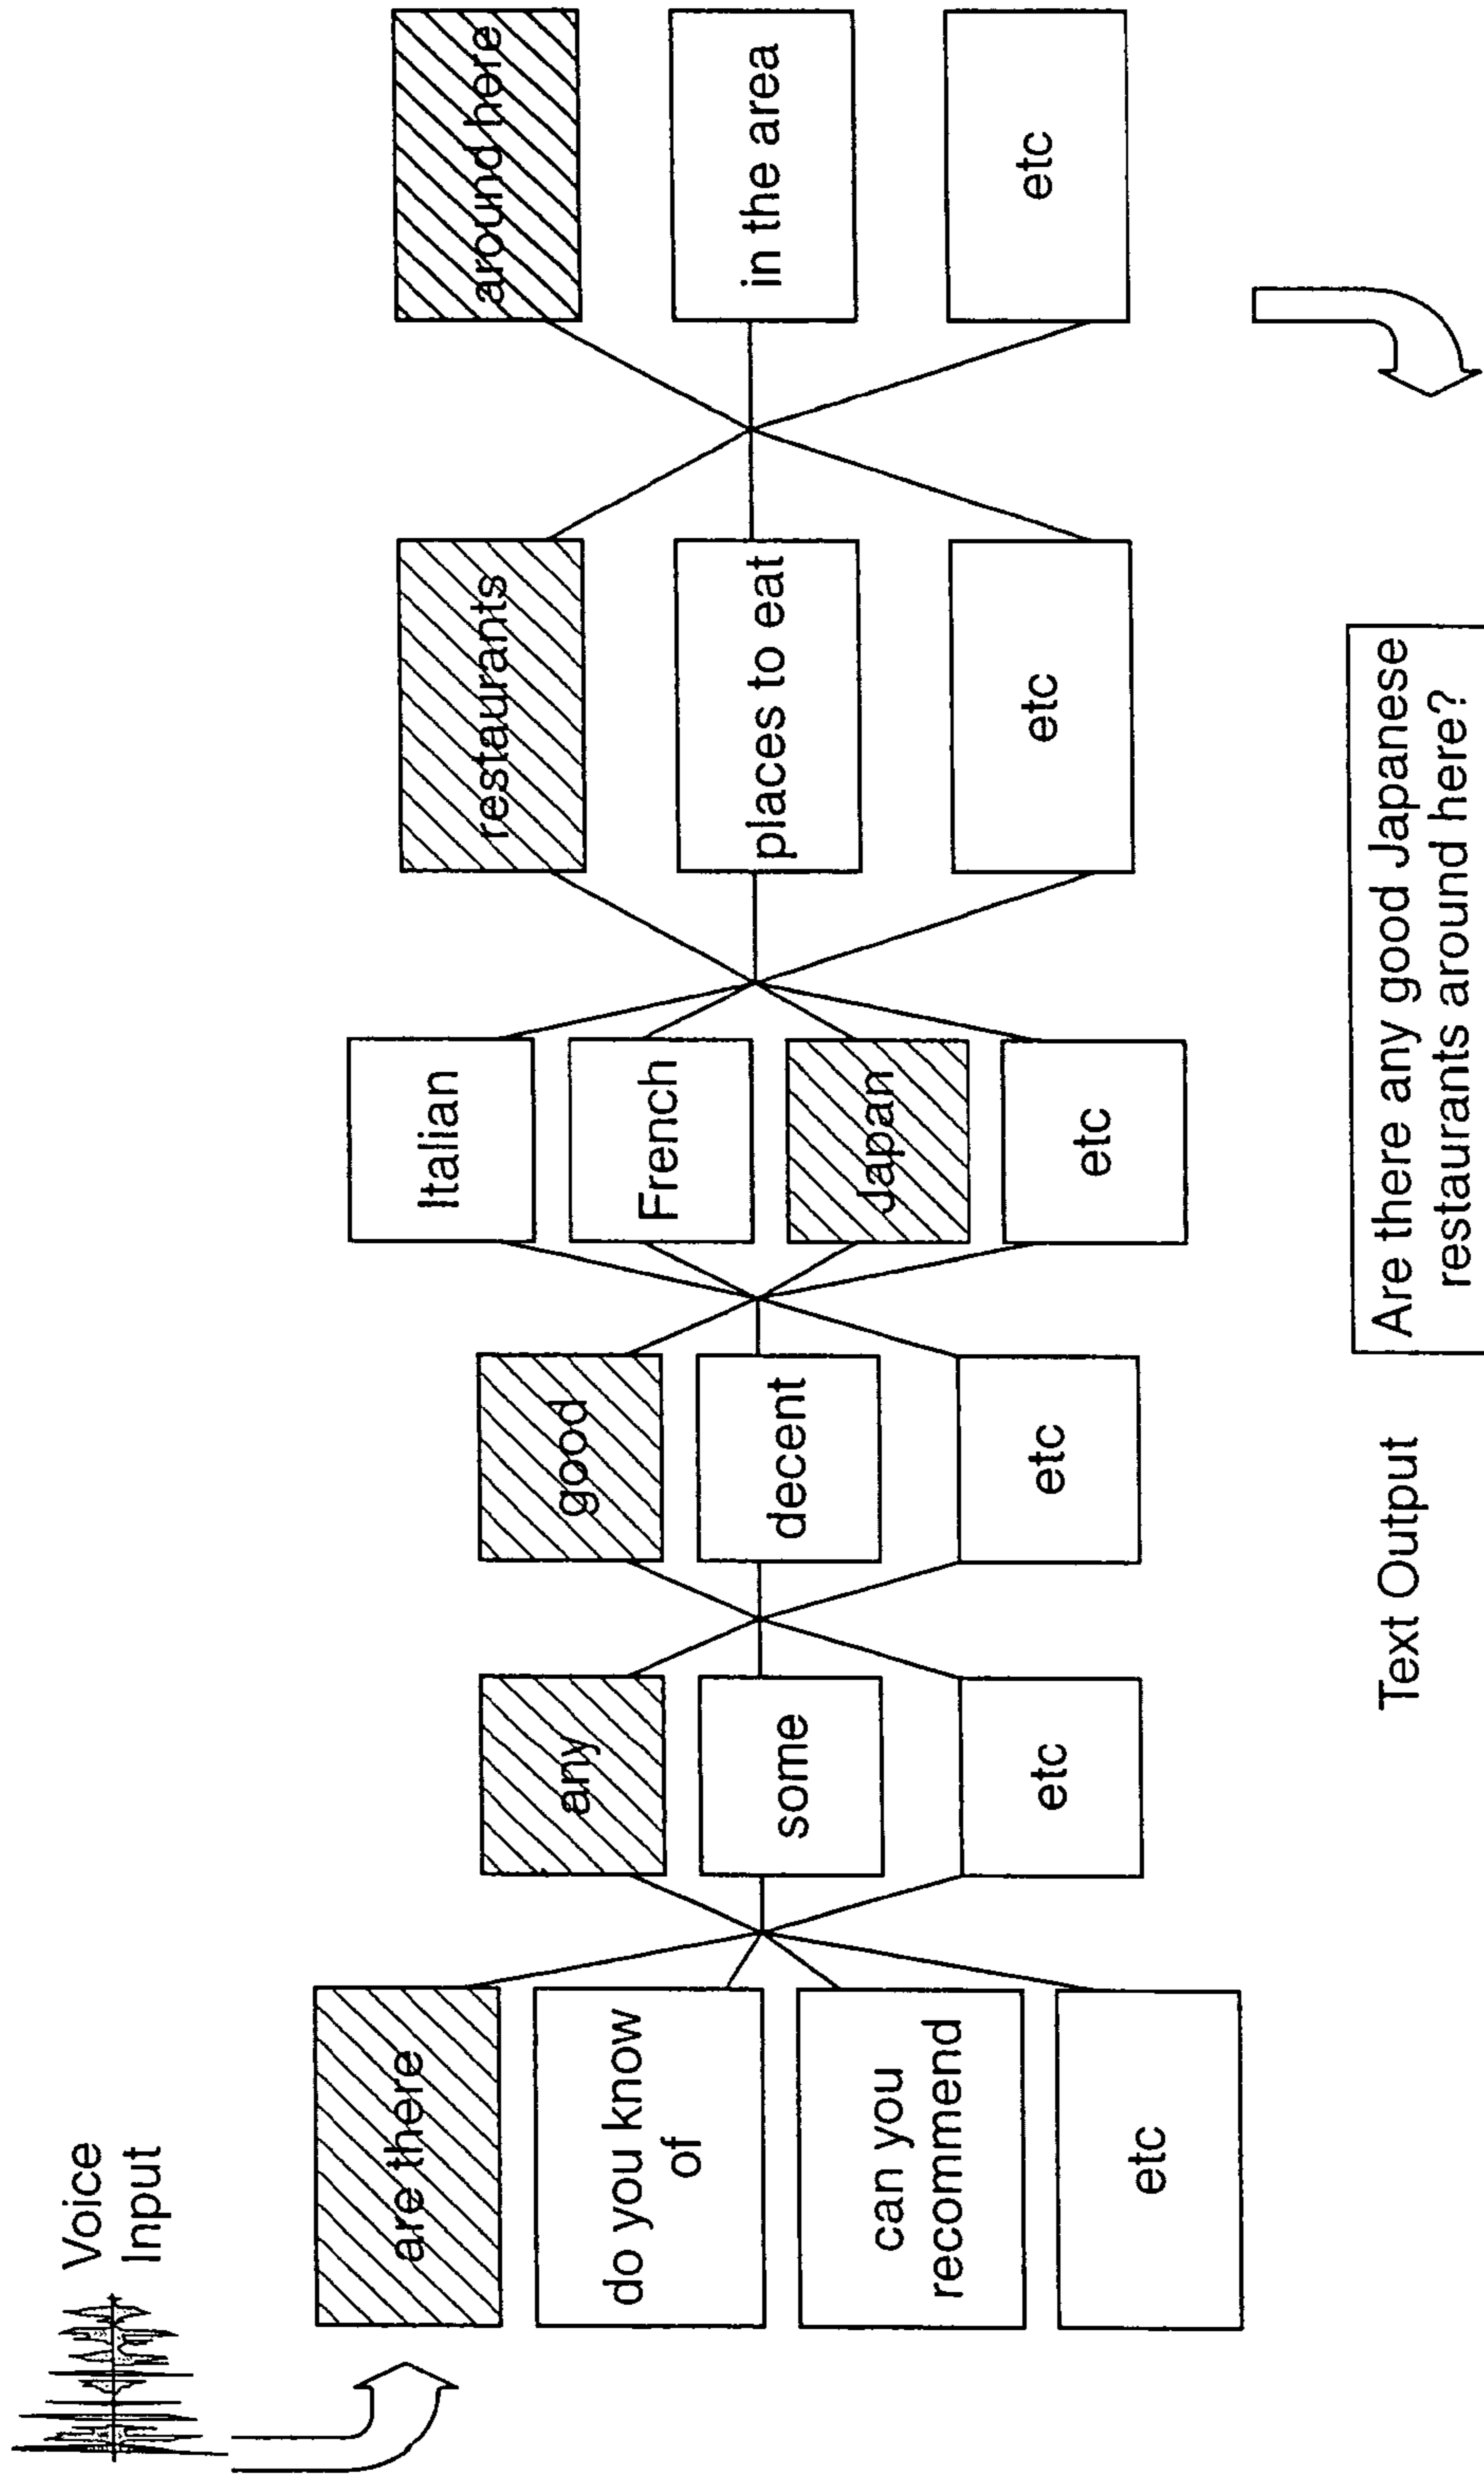 Voice
Input
are there
do you know
of
can you
recommend
etc
any
some
etc
good
decent
etc
Italian
French
Japan
etc
restaurants
places to eat
etc
around here
in the area
etc
Text Output
Are there any good Japanese
restaurants around here?